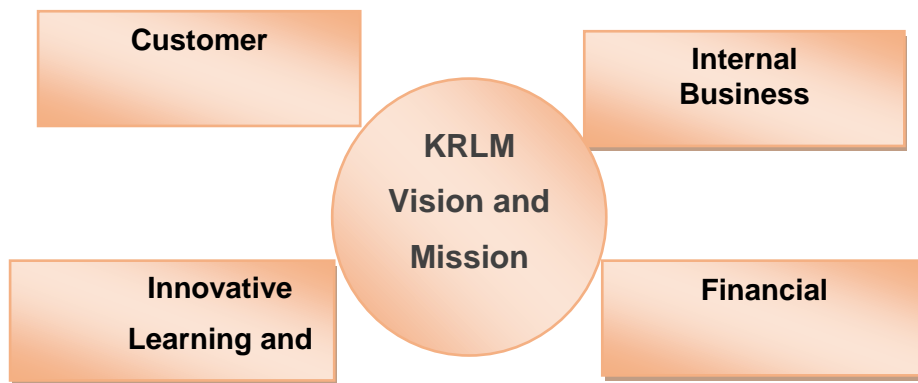 Customer
Internal
Business
KRLM
Vision and
Mission
Innovative
Learning and
Financial